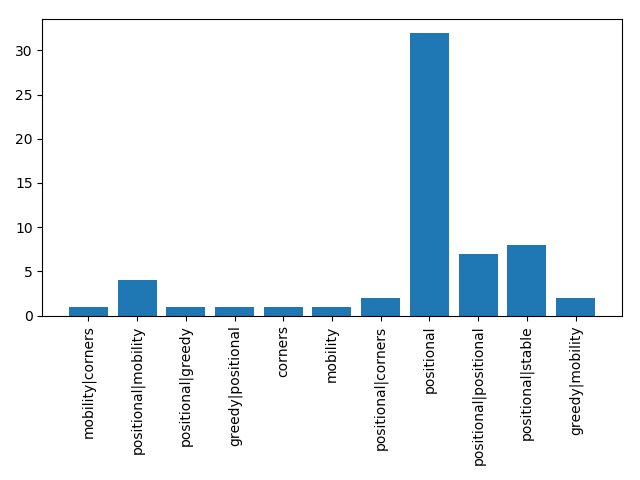 30
25
20
15
10
5
0
mobility|corners
positional|mobility
positional|greedy
greedy|positional
corners
mobility
positional|corners
positional
positional|positional
positional|stable
greedy|mobility